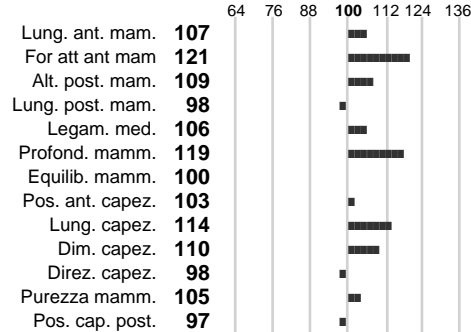 64 76 88 100 112 124 136
Lung. ant. mam. 107
For att ant mam 121
Alt. post. mam. 109
Lung. post. mam. 98
Legam. med. 106
Profond. mamm. 119
Equilib. mamm. 100
Pos. ant. capez. 103
Lung. capez. 114
Dim. capez. 110
Direz. capez. 98
Purezza mamm. 105
Pos. cap. post. 97